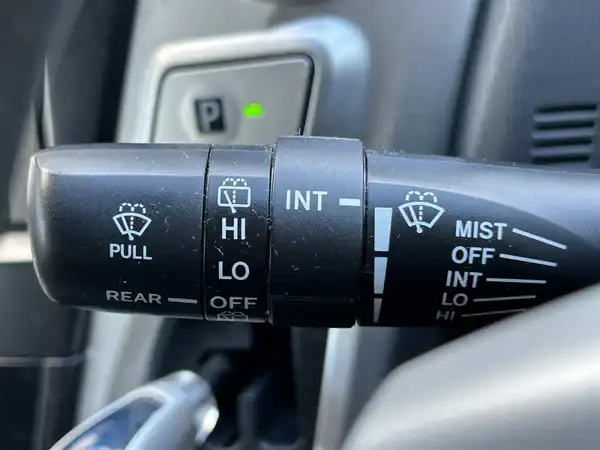 P
PULL
REAR
HI
LO
OFF
INT
MIST
OFF
INT
LO
HI